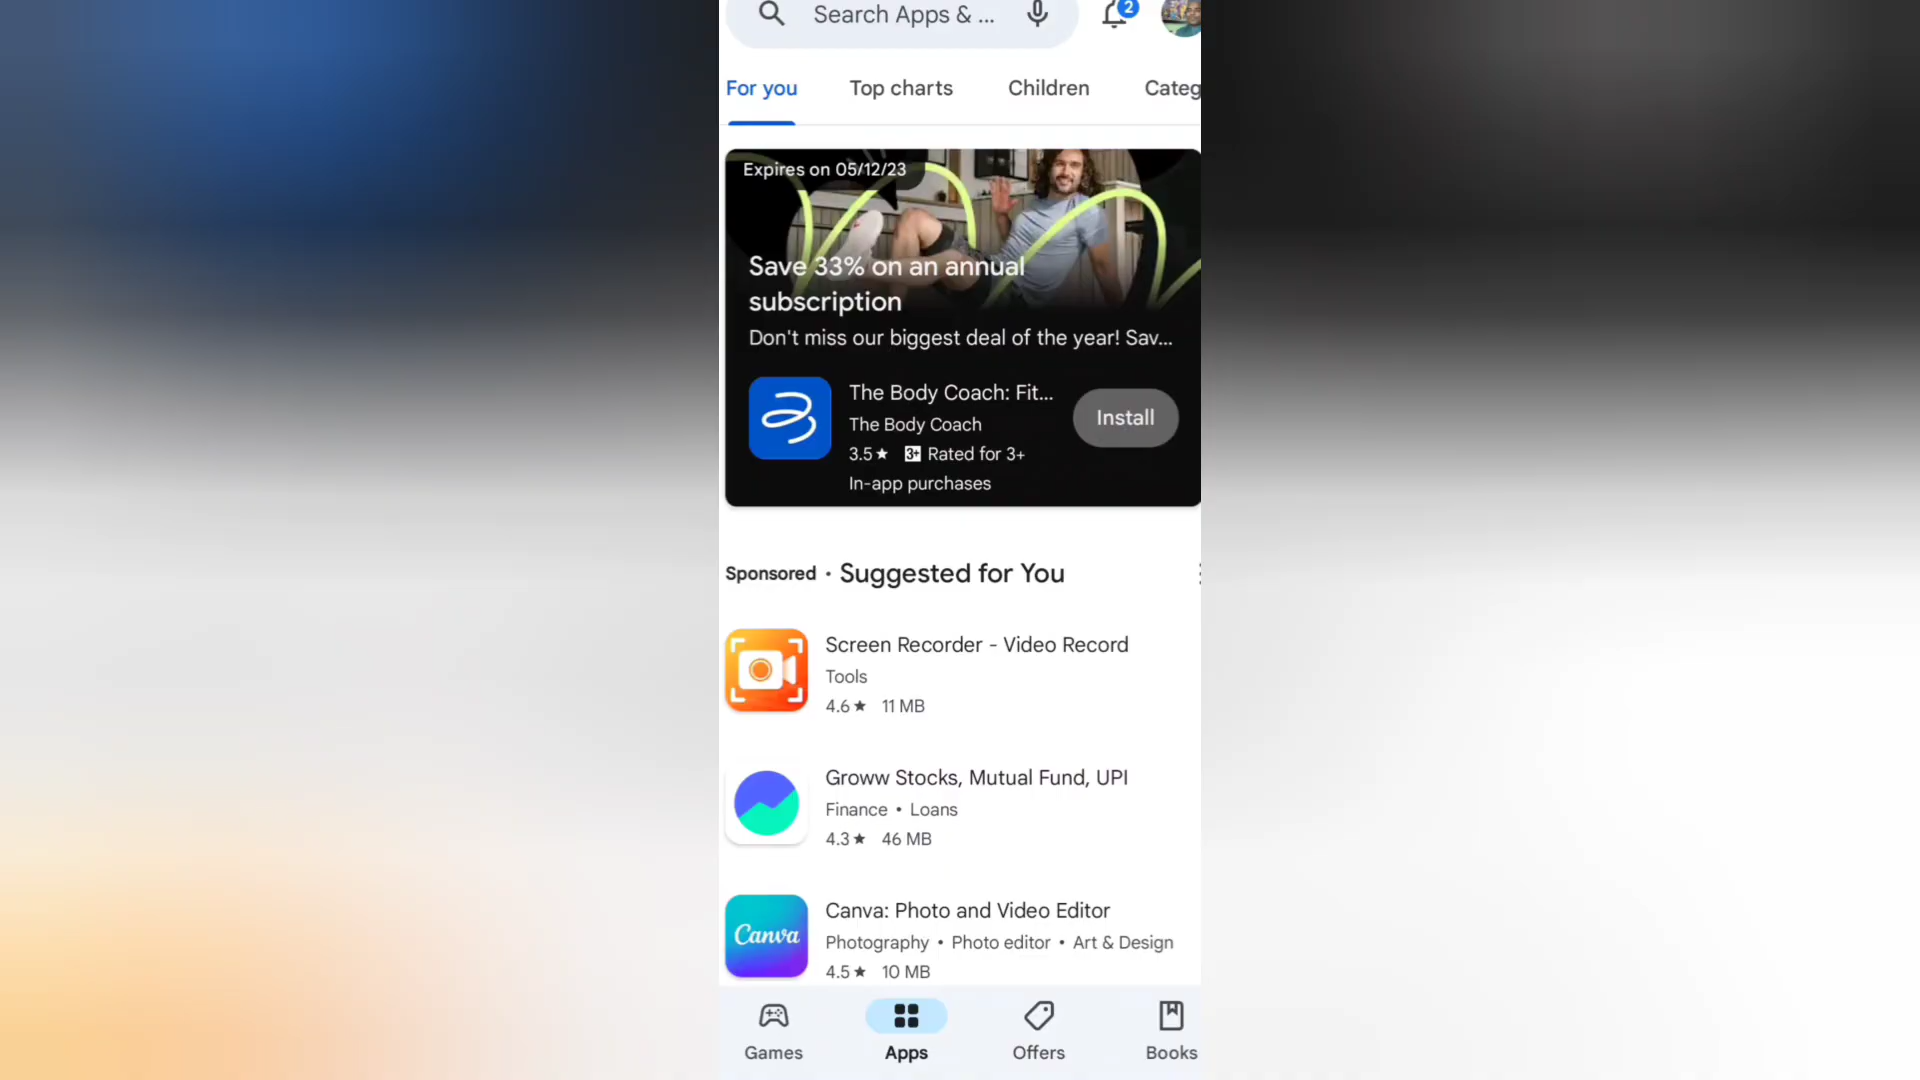 Search Apps & ...
2
For you
Top charts
Children
Categ
Expires on 05/12/23
Save 33% on an annual
subscription
Don't miss our biggest deal of the year! Sav...
The Body Coach: Fit...
The Body Coach
3.5★ 3+ Rated for 3+
In-app purchases
Install
Sponsored • Suggested for You
Screen Recorder - Video Record
Tools
4.6★ 11 MB
Groww Stocks, Mutual Fund, UPI
Finance • Loans
4.3★ 46 MB
Canva
Canva: Photo and Video Editor
Photography • Photo editor • Art & Design
4.5★ 10 MB
Games
Apps
Offers
Books